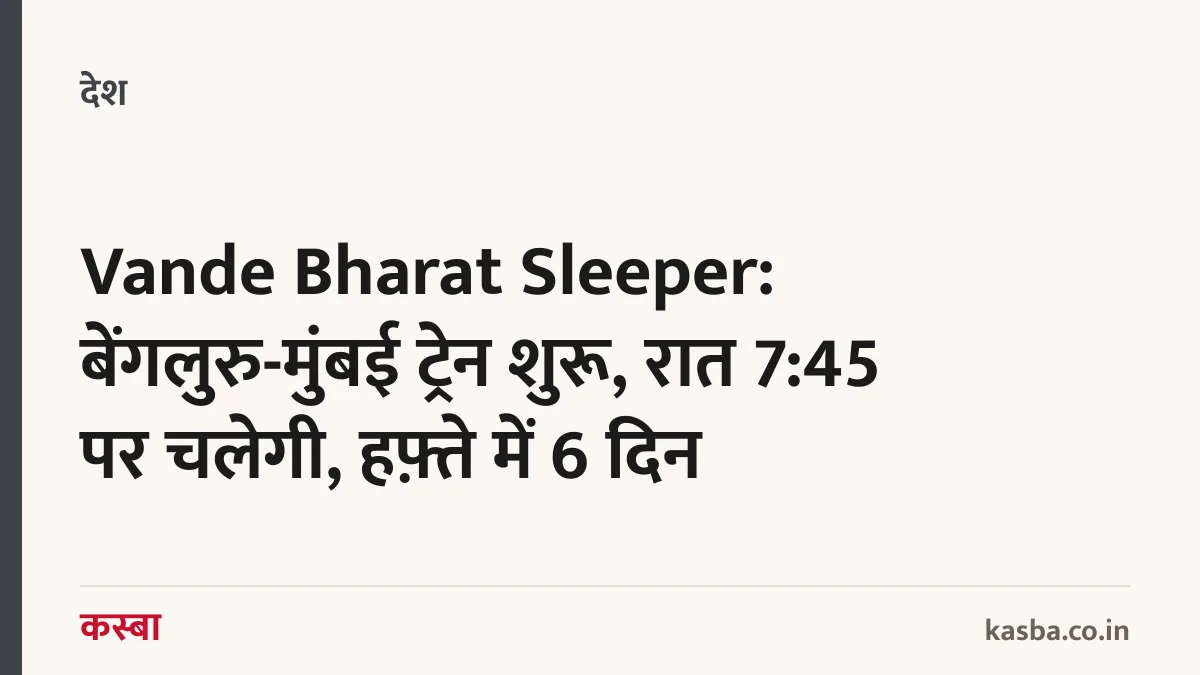 देश
Vande Bharat Sleeper:
बेंगलुरु-मुंबई ट्रेन शुरू, रात 7:45
पर चलेगी, हफ़्ते में 6 दिन
कस्बा
kasba.co.in